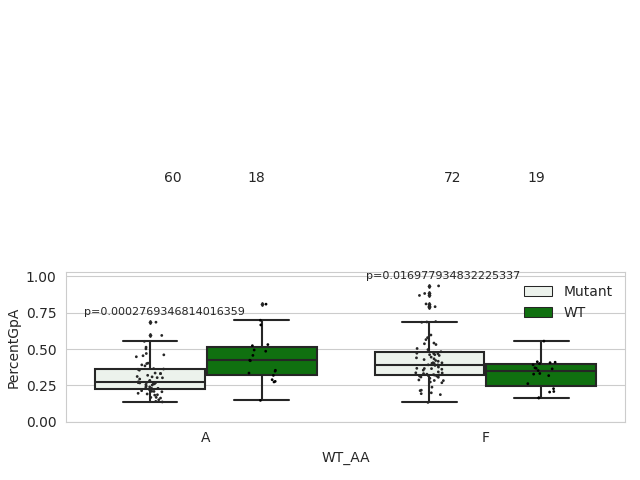 60 18 72 19
1.00
p=0.016977934832225337
Mutant
p=0.0002769346814016359
0.75
WT
0.50
0.25
0.00
PercentGpA
A F
WT_AA